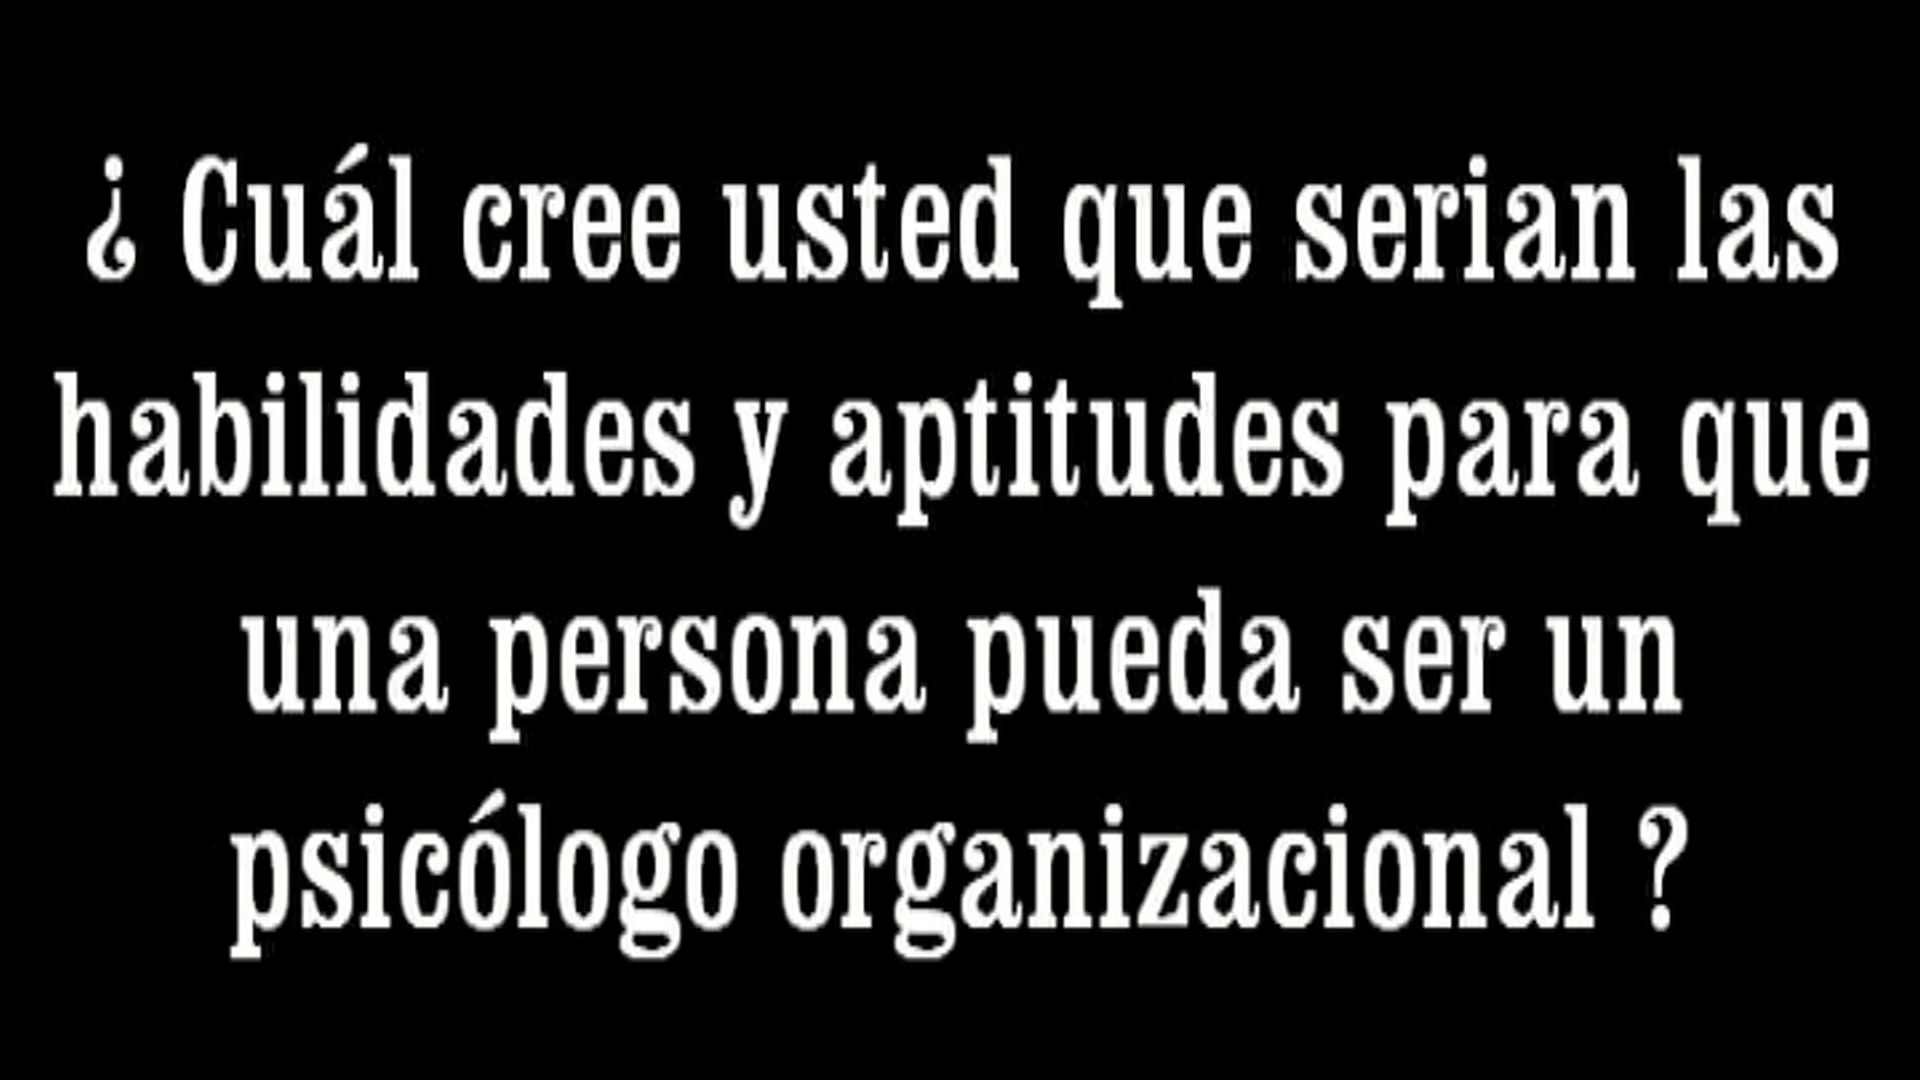 ¿ Cuál cree usted que serian las
habilidades y aptitudes para que
una persona pueda ser un
psicólogo organizacional ?